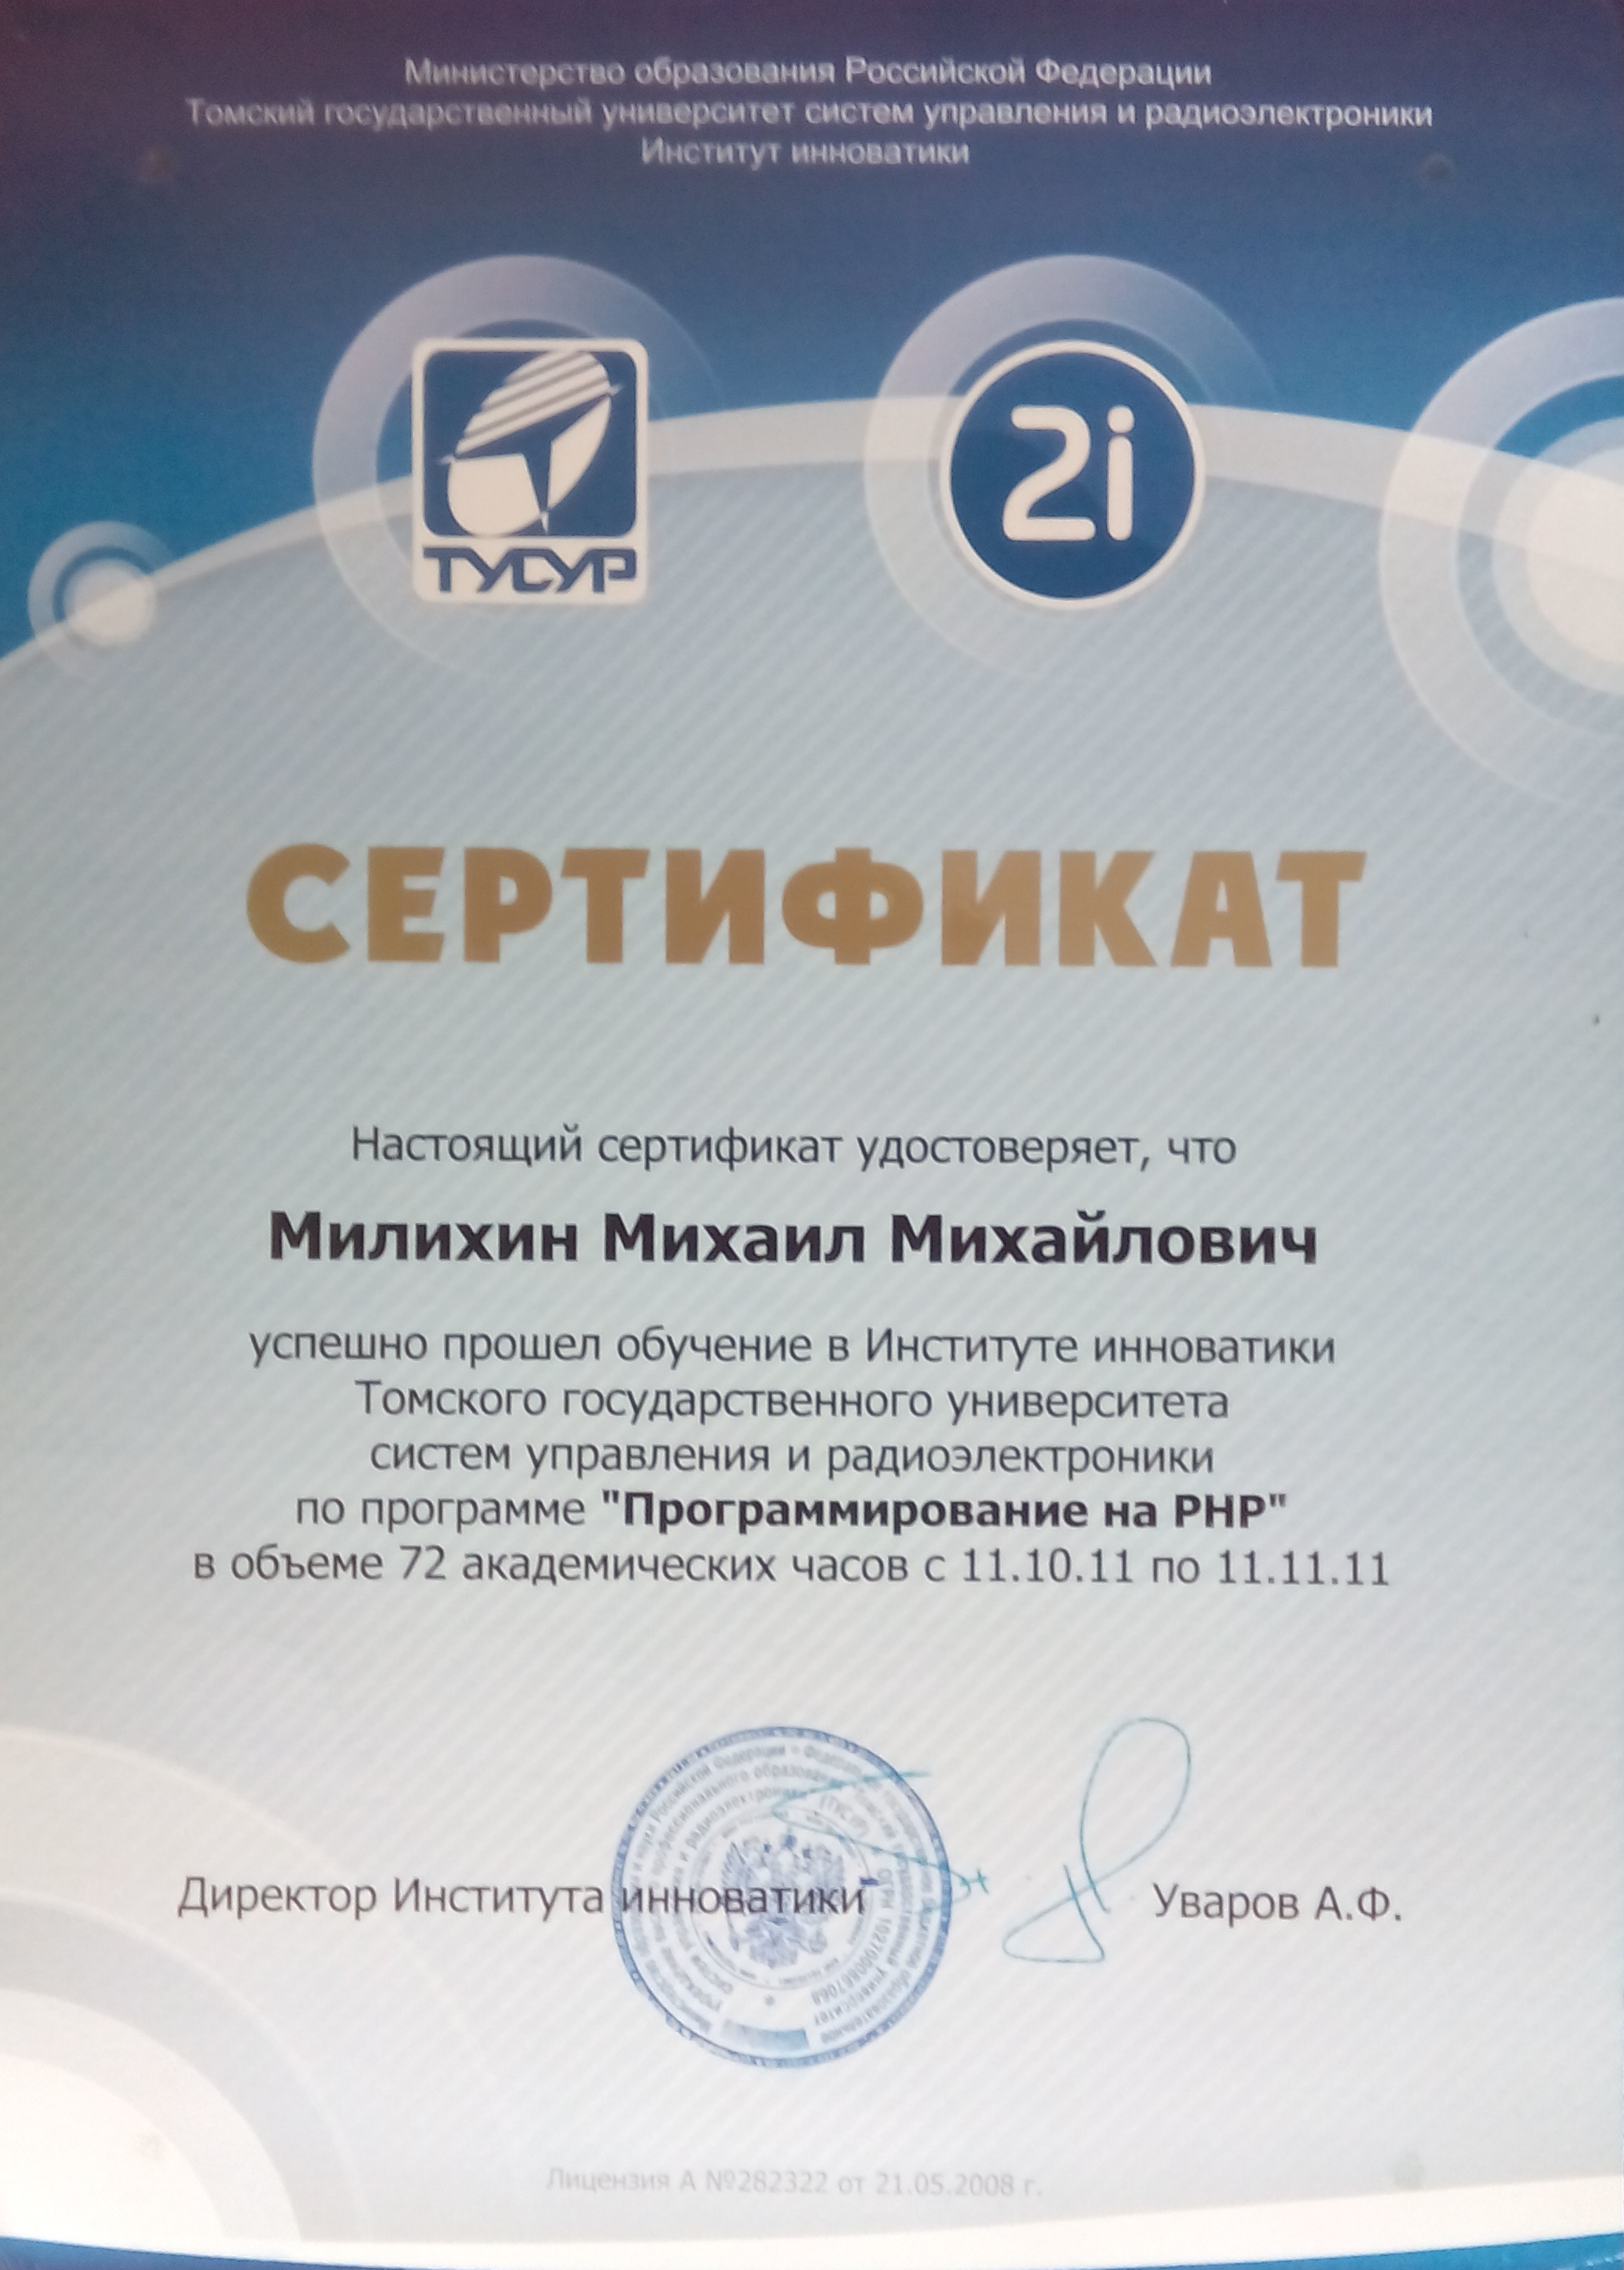 Министерство образования Российской Федерации
Томский государственный университет систем управления и радиоэлектроники
Институт инноватики
ТУСУР
2i
СЕРТИФИКАТ
Настоящий сертификат удостоверяет, что
Милихин Михаил Михайлович
успешно прошел обучение в Институте инноватики
Томского государственного университета
систем управления и радиоэлектроники
по программе "Программирование на PHP"
в объеме 72 академических часов с 11.10.11 по 11.11.11
Директор Института инноватики
Уваров А.Ф.
Лицензия А №282322 от 21.05.2008 г.